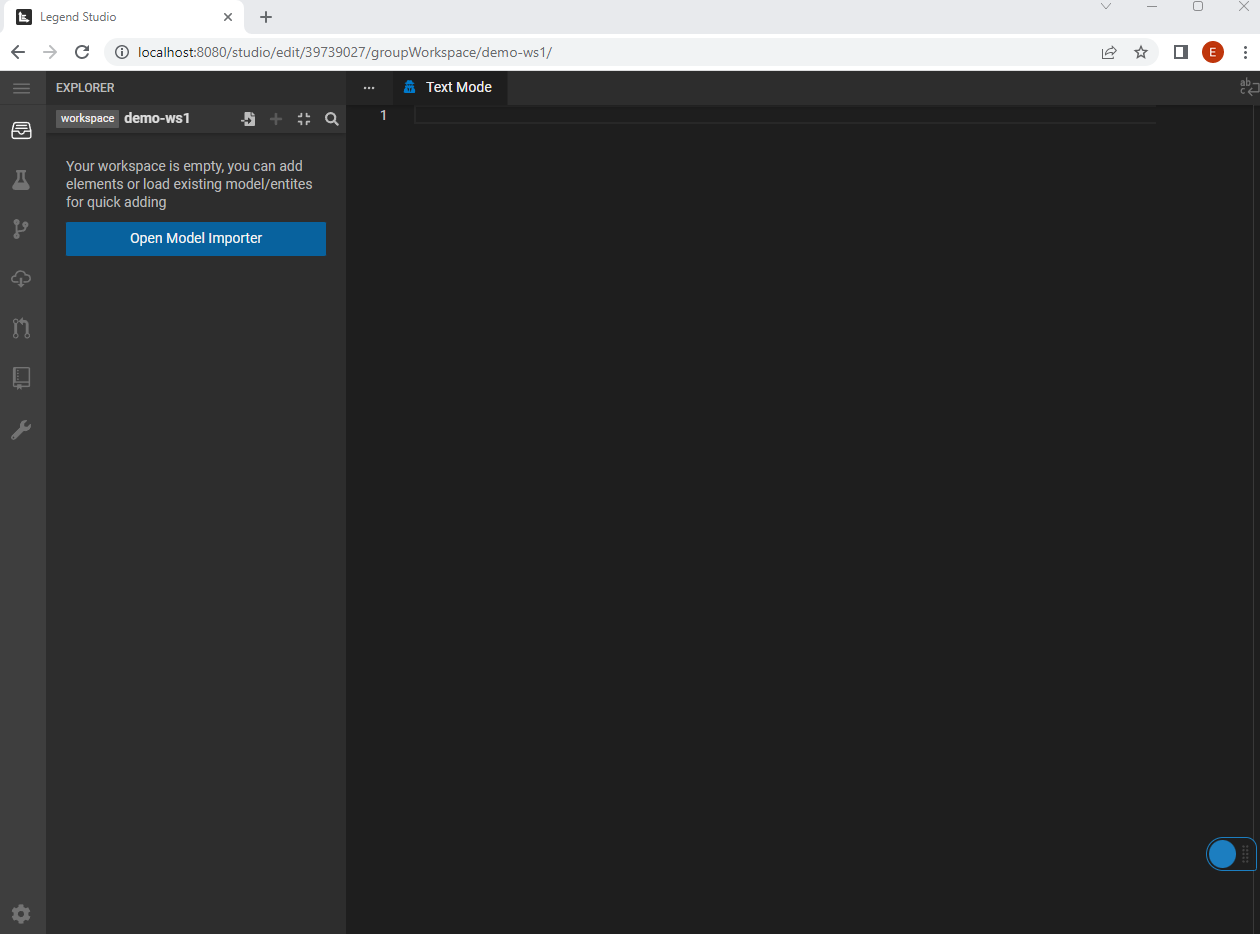 Legend Studio
localhost:8080/studio/edit/39739027/groupWorkspace/demo-ws1/
E
EXPLORER
... Text Mode
ab
c
workspace demo-ws1
1
Your workspace is empty, you can add
elements or load existing model/entites
for quick adding
Open Model Importer